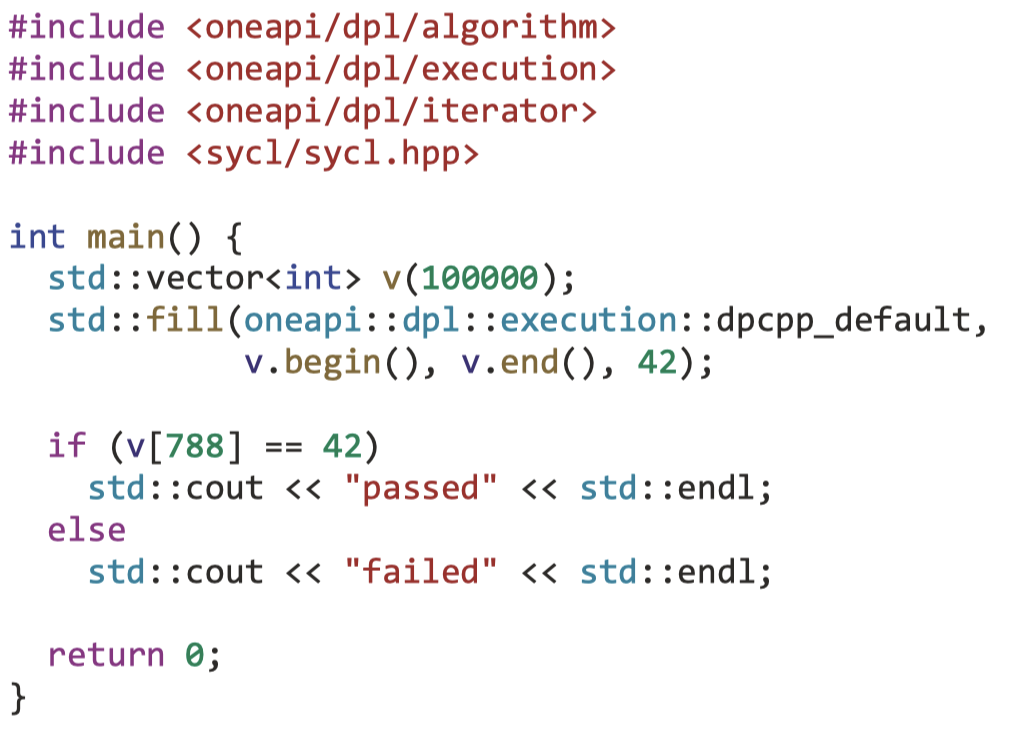 #include <oneapi/dpl/algorithm>
#include <oneapi/dpl/execution>
#include <oneapi/dpl/iterator>
#include <sycl/sycl.hpp>

int main() {
  std::vector<int> v(100000);
  std::fill(oneapi::dpl::execution::dpcpp_default,
            v.begin(), v.end(), 42);

  if (v[788] == 42)
    std::cout << "passed" << std::endl;
  else
    std::cout << "failed" << std::endl;

  return 0;
}